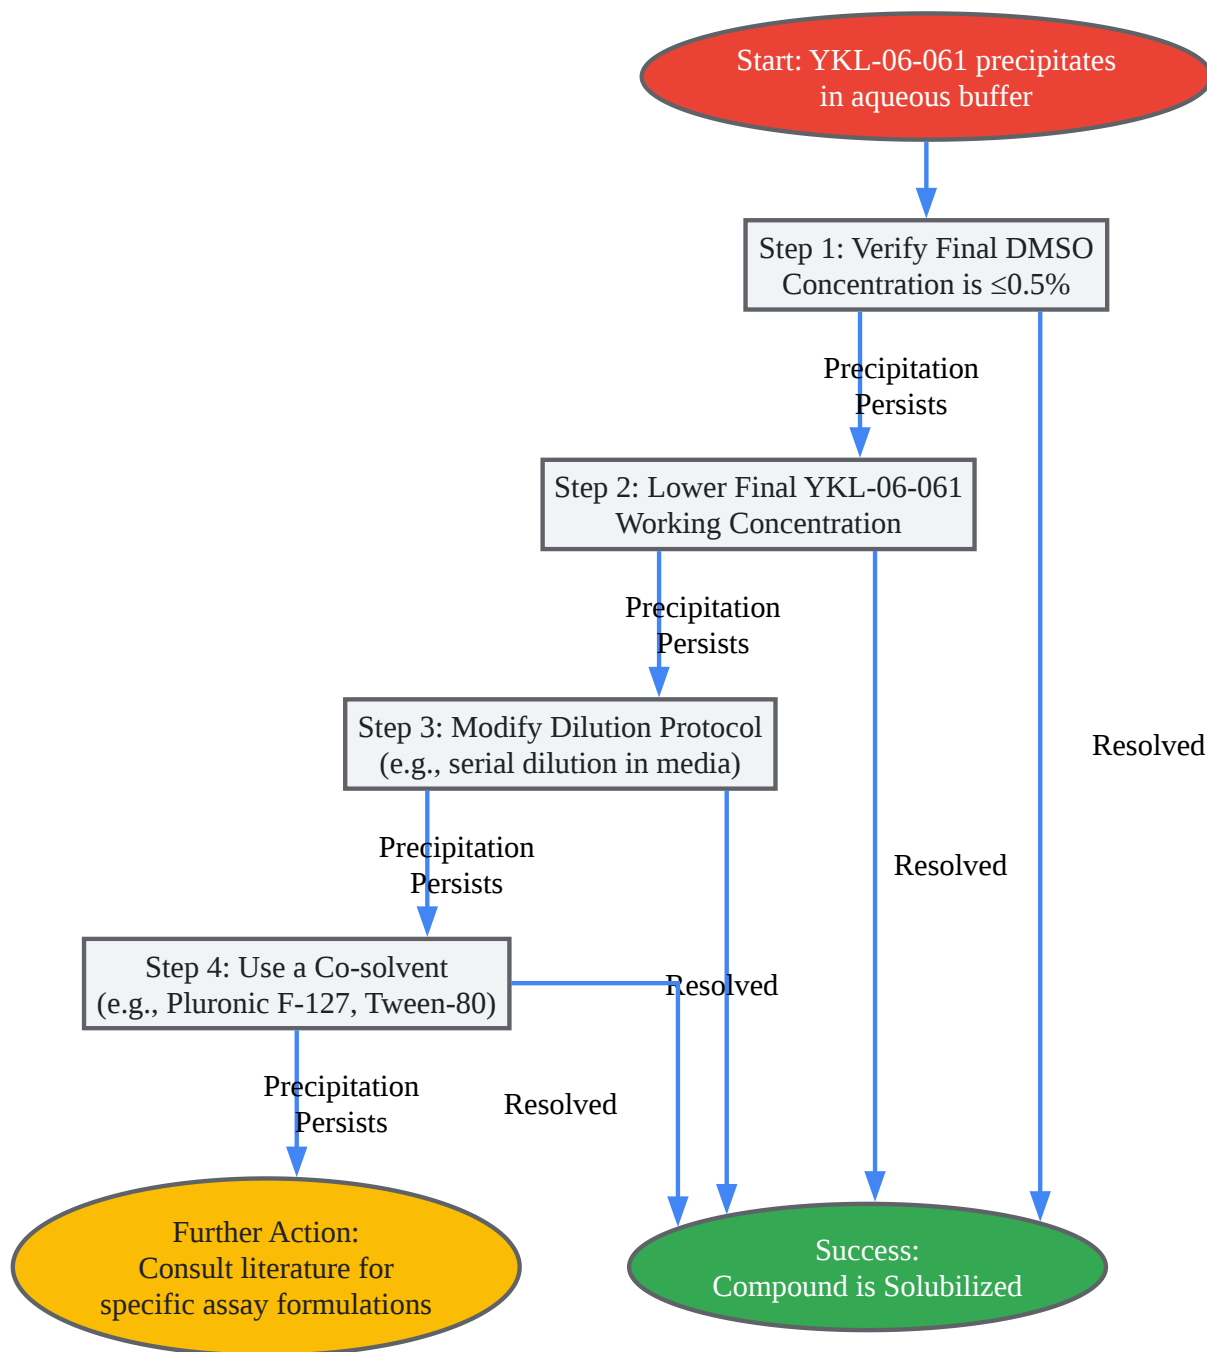 Start: YKL-06-061 precipitates
in aqueous buffer
Step 1: Verify Final DMSO
Concentration is ≤0.5%
Precipitation
Persists
Step 2: Lower Final YKL-06-061
Working Concentration
Precipitation
Persists
Step 3: Modify Dilution Protocol
(e.g., serial dilution in media)
Resolved
Precipitation
Persists
Resolved
Step 4: Use a Co-solvent
(e.g., Pluronic F-127, Tween-80)
Resolved
Precipitation
Persists
Resolved
Further Action:
Consult literature for
specific assay formulations
Success:
Compound is Solubilized